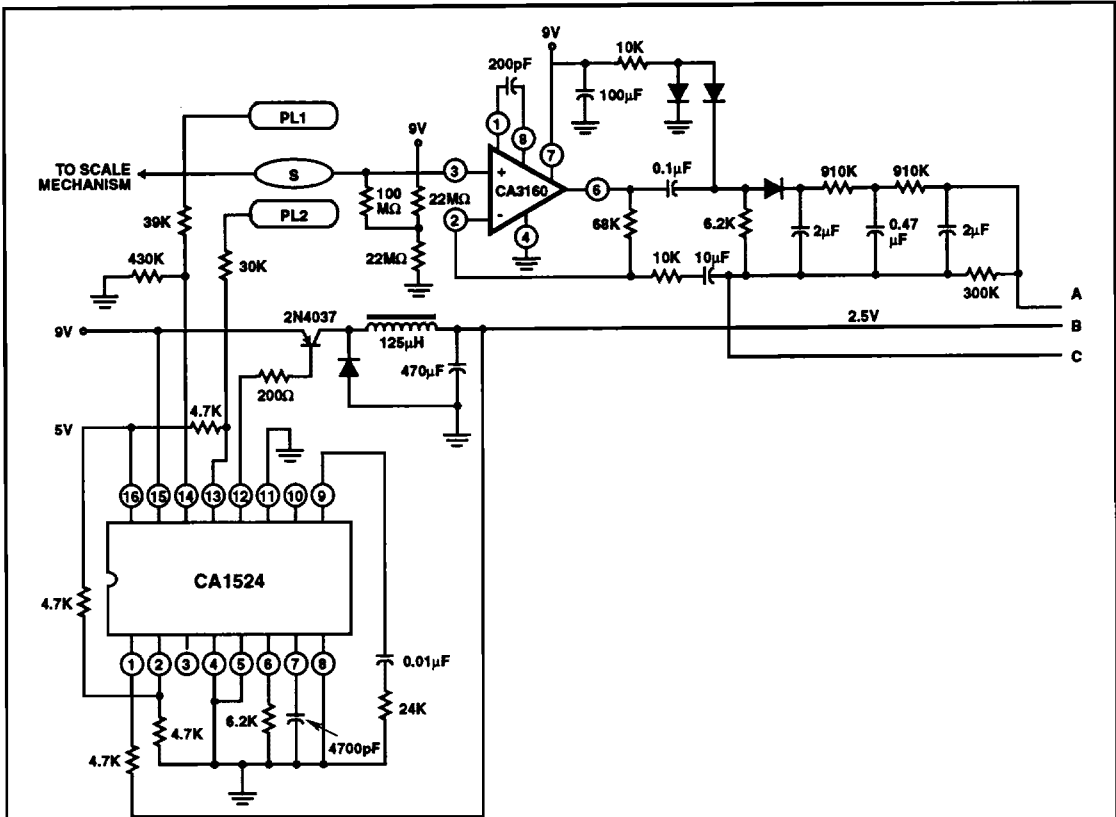 9V
10K
200pF
100µF
PL1
9V
1
8
7
TO SCALE
MECHANISM
S
3
+
CA3160
6
0.1µF
910K
910K
100
MΩ
22MΩ
2
-
4
39K
PL2
68K
6.2K
2µF
0.47
µF
2µF
430K
30K
22MΩ
10K
10µF
300K
A
9V
2N4037
2.5V
B
125µH
470µF
C
200Ω
4.7K
5V
16
15
14
13
12
11
10
9
CA1524
4.7K
1
2
3
4
5
6
7
8
0.01µF
24K
6.2K
4.7K
4700pF
4.7K